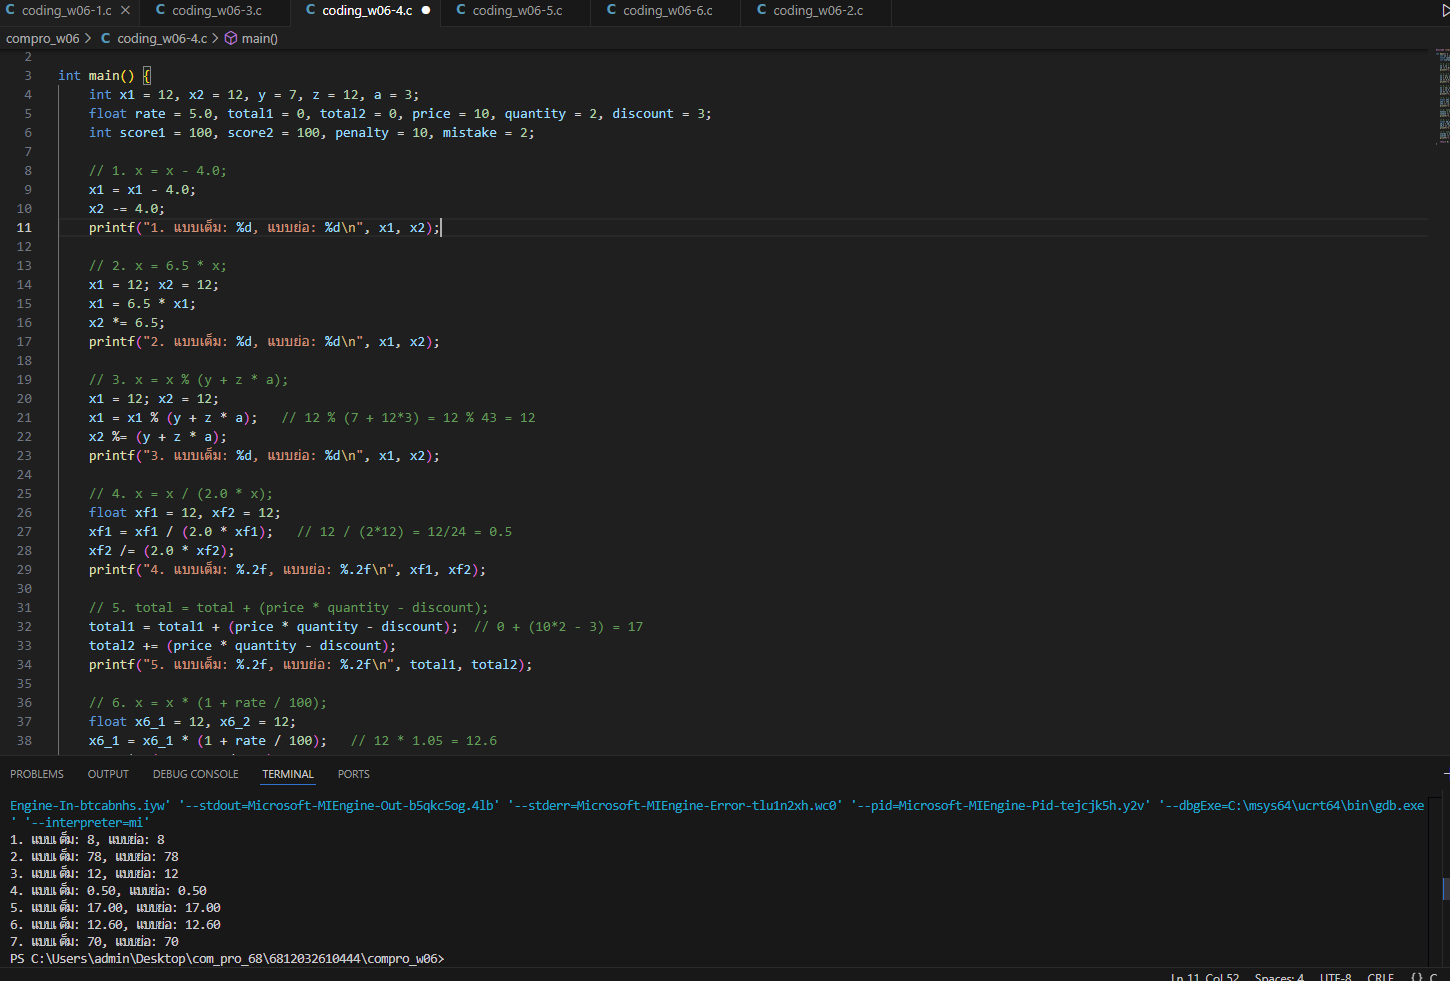 C coding_w06-1.c × C coding_w06-3.c C coding_w06-4.c ● C coding_w06-5.c C coding_w06-6.c C coding_w06-2.c
compro_w06 > C coding_w06-4.c > main()
2
3 int main() {
4 int x1 = 12, x2 = 12, y = 7, z = 12, a = 3;
5 float rate = 5.0, total1 = 0, total2 = 0, price = 10, quantity = 2, discount = 3;
6 int score1 = 100, score2 = 100, penalty = 10, mistake = 2;
7
8 // 1. x = x - 4.0;
9 x1 = x1 - 4.0;
10 x2 -= 4.0;
11 printf("1. แบบเต็ม: %d, แบบย่อ: %d\n", x1, x2);
12
13 // 2. x = 6.5 * x;
14 x1 = 12; x2 = 12;
15 x1 = 6.5 * x1;
16 x2 *= 6.5;
17 printf("2. แบบเต็ม: %d, แบบย่อ: %d\n", x1, x2);
18
19 // 3. x = x % (y + z * a);
20 x1 = 12; x2 = 12;
21 x1 = x1 % (y + z * a); // 12 % (7 + 12*3) = 12 % 43 = 12
22 x2 %= (y + z * a);
23 printf("3. แบบเต็ม: %d, แบบย่อ: %d\n", x1, x2);
24
25 // 4. x = x / (2.0 * x);
26 float xf1 = 12, xf2 = 12;
27 xf1 = xf1 / (2.0 * xf1); // 12 / (2*12) = 12/24 = 0.5
28 xf2 /= (2.0 * xf2);
29 printf("4. แบบเต็ม: %.2f, แบบย่อ: %.2f\n", xf1, xf2);
30
31 // 5. total = total + (price * quantity - discount);
32 total1 = total1 + (price * quantity - discount); // 0 + (10*2 - 3) = 17
33 total2 += (price * quantity - discount);
34 printf("5. แบบเต็ม: %.2f, แบบย่อ: %.2f\n", total1, total2);
35
36 // 6. x = x * (1 + rate / 100);
37 float x6_1 = 12, x6_2 = 12;
38 x6_1 = x6_1 * (1 + rate / 100); // 12 * 1.05 = 12.6
PROBLEMS OUTPUT DEBUG CONSOLE TERMINAL PORTS
Engine-In-btcabnhs.iyw' '--stdout=Microsoft-MIEngine-Out-b5qkc5og.4lb' '--stderr=Microsoft-MIEngine-Error-tlu1n2xh.wc0' '--pid=Microsoft-MIEngine-Pid-tejcjk5h.y2v' '--dbgExe=C:\msys64\ucrt64\bin\gdb.exe
' '--interpreter=mi'
1. แบบเต็ม: 8, แบบย่อ: 8
2. แบบเต็ม: 78, แบบย่อ: 78
3. แบบเต็ม: 12, แบบย่อ: 12
4. แบบเต็ม: 0.50, แบบย่อ: 0.50
5. แบบเต็ม: 17.00, แบบย่อ: 17.00
6. แบบเต็ม: 12.60, แบบย่อ: 12.60
7. แบบเต็ม: 70, แบบย่อ: 70
PS C:\Users\admin\Desktop\com_pro_68\6812032610444\compro_w06>
Ln 11, Col 52 Spaces: 4 UTF-8 CRLF {} C